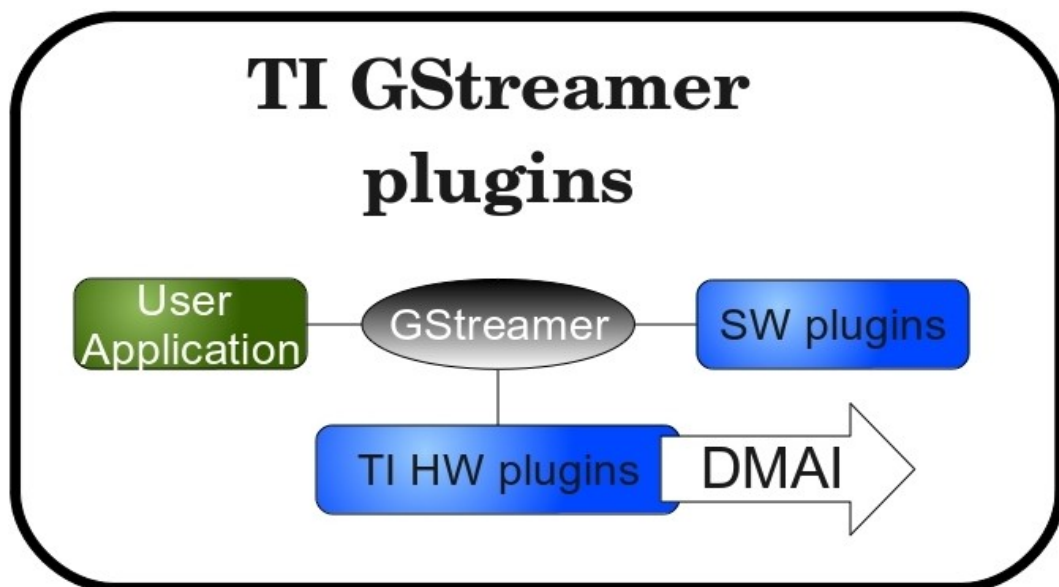 TI GStreamer
plugins
User
Application
GStreamer
SW plugins
TI HW plugins
DMAI